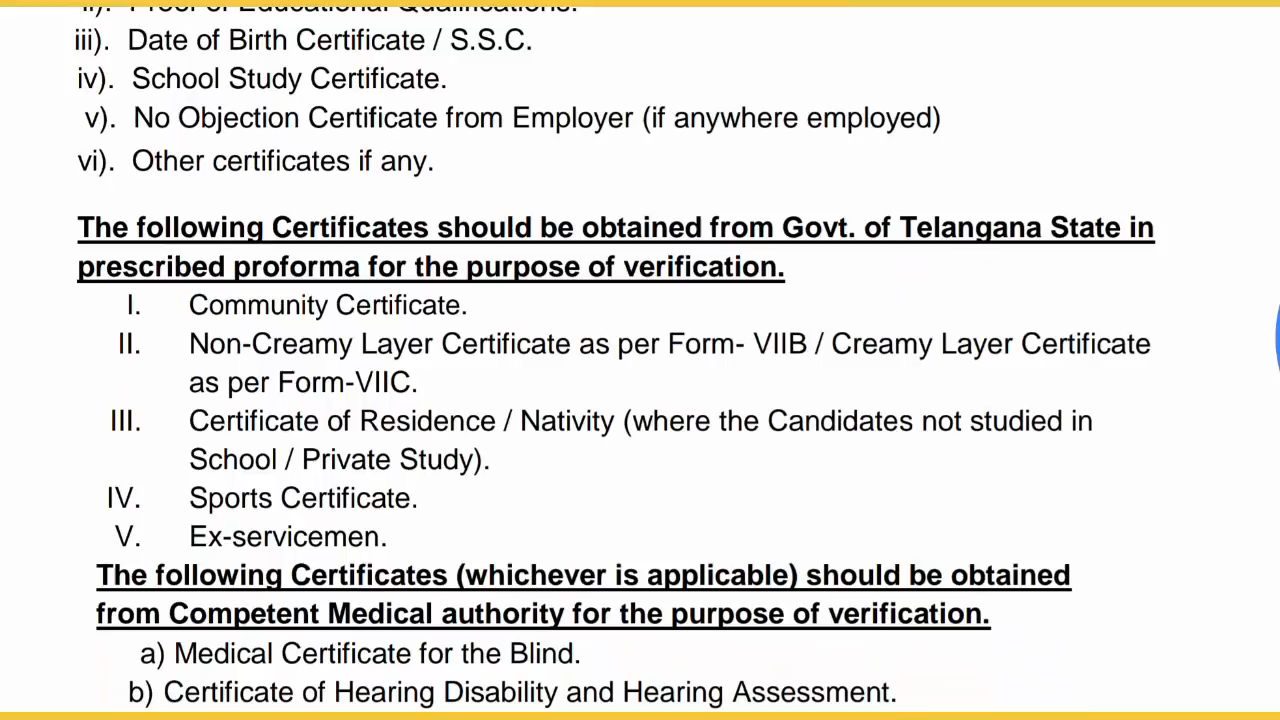 ii). Proof of Educational Qualifications.
iii). Date of Birth Certificate / S.S.C.
iv). School Study Certificate.
v). No Objection Certificate from Employer (if anywhere employed)
vi). Other certificates if any.
The following Certificates should be obtained from Govt. of Telangana State in
prescribed proforma for the purpose of verification.
I. Community Certificate.
II. Non-Creamy Layer Certificate as per Form- VIIB / Creamy Layer Certificate
as per Form-VIIC.
III. Certificate of Residence / Nativity (where the Candidates not studied in
School / Private Study).
IV. Sports Certificate.
V. Ex-servicemen.
The following Certificates (whichever is applicable) should be obtained
from Competent Medical authority for the purpose of verification.
a) Medical Certificate for the Blind.
b) Certificate of Hearing Disability and Hearing Assessment.